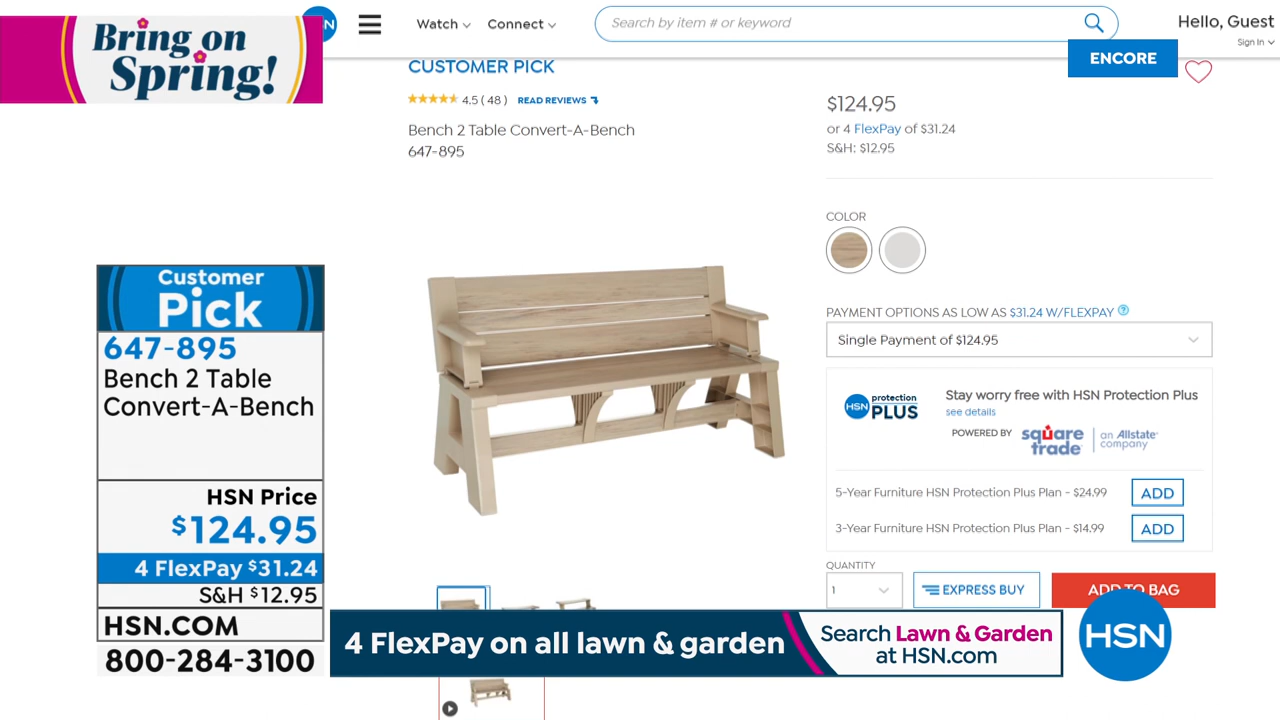 Bring on
Spring!
N
Watch
Connect
Search by item # or keyword
Hello, Guest
Sign In
ENCORE
CUSTOMER PICK
4.5 ( 48 ) READ REVIEWS
Bench 2 Table Convert-A-Bench
647-895
$124.95
or 4 FlexPay of $31.24
S&H: $12.95
COLOR
PAYMENT OPTIONS AS LOW AS $31.24 W/FLEXPAY ?
Single Payment of $124.95
HSN protection PLUS
Stay worry free with HSN Protection Plus
see details
POWERED BY square trade | an Allstate company
5-Year Furniture HSN Protection Plus Plan - $24.99 ADD
3-Year Furniture HSN Protection Plus Plan - $14.99 ADD
QUANTITY
1
EXPRESS BUY
ADD TO BAG
Customer
Pick
647-895
Bench 2 Table
Convert-A-Bench
HSN Price
$124.95
4 FlexPay $31.24
S&H $12.95
HSN.COM
800-284-3100
4 FlexPay on all lawn & garden
Search Lawn & Garden
at HSN.com
HSN